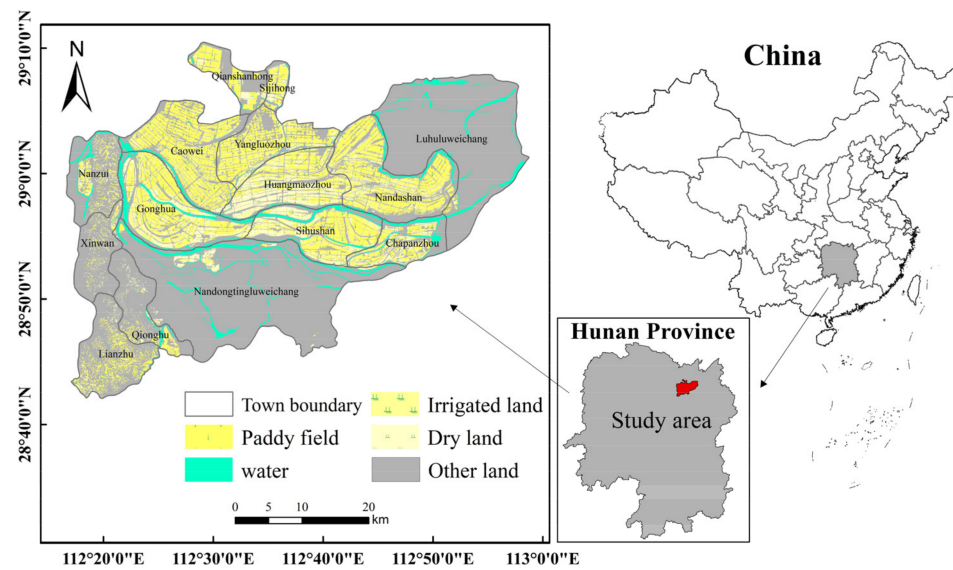 N
29°10'0"N
29°0'0"N
28°50'0"N
28°40'0"N
Qianshanhong
Sijihong
Luhuluweichang
Caowei
Yangluozhou
Nanzui
Huangmaozhou
Nandashan
Gonghua
Sihushan
Xinwan
Chapanzhou
Nandongtingluweichang
Qionghu
Lianzhu
Town boundary
Irrigated land
Paddy field
Dry land
water
Other land
0 5 10 20
km
112°20'0"E 112°30'0"E 112°40'0"E 112°50'0"E 113°0'0"E
China
Hunan Province
Study area